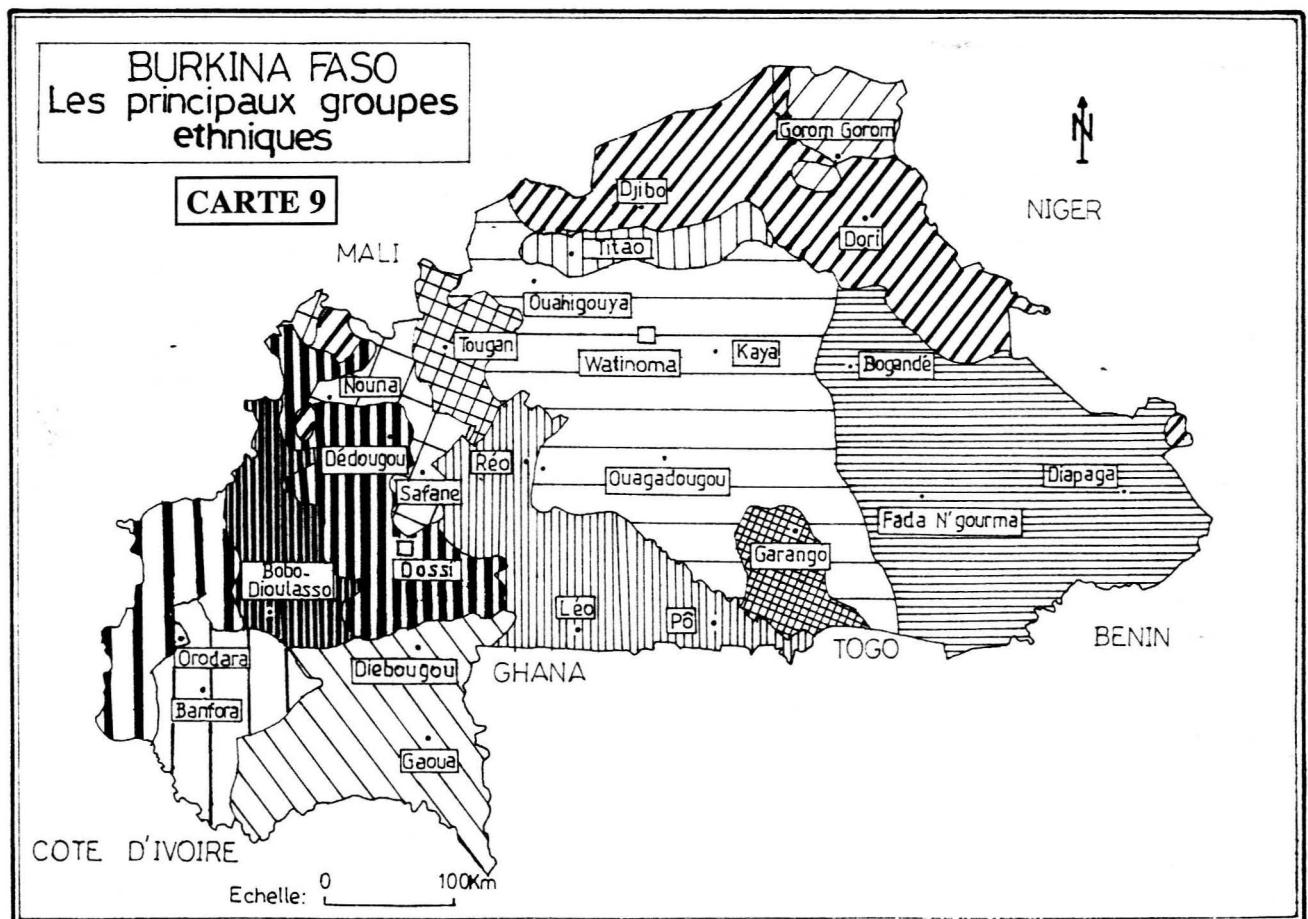 BURKINA FASO
Les principaux groupes
ethniques
CARTE 9
N
NIGER
MALI
Gorom Gorom
Djibo
Dori
Titao
Ouahigouya
Tougan
Watinoma
Kaya
Bogandé
Nouna
Dédougou
Réo
Safane
Ouagadougou
Diapaga
Fada N'gourma
Garango
Dossi
Bobo-
Dioulasso
Léo
Pô
TOGO
BENIN
GHANA
Orodara
Diebougou
Banfora
Gaoua
COTE D'IVOIRE
Echelle: 0 100Km